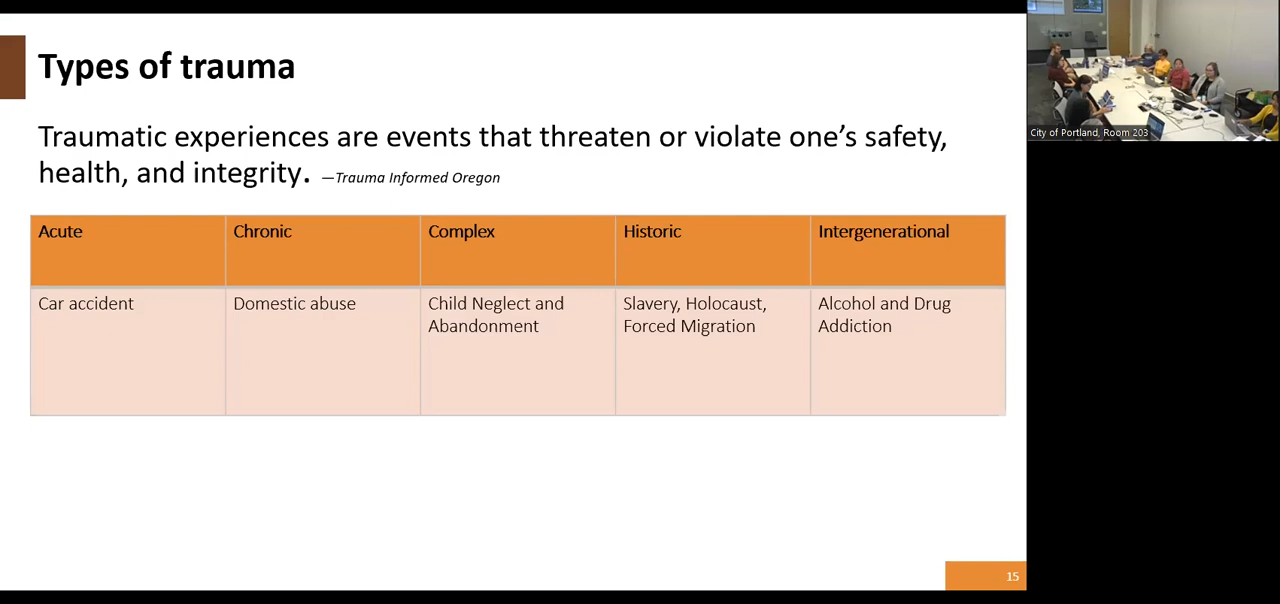 Types of trauma
Traumatic experiences are events that threaten or violate one’s safety,
health, and integrity. —Trauma Informed Oregon
Acute
Chronic
Complex
Historic
Intergenerational
Car accident
Domestic abuse
Child Neglect and
Abandonment
Slavery, Holocaust,
Forced Migration
Alcohol and Drug
Addiction
15
City of Portland, Room 203